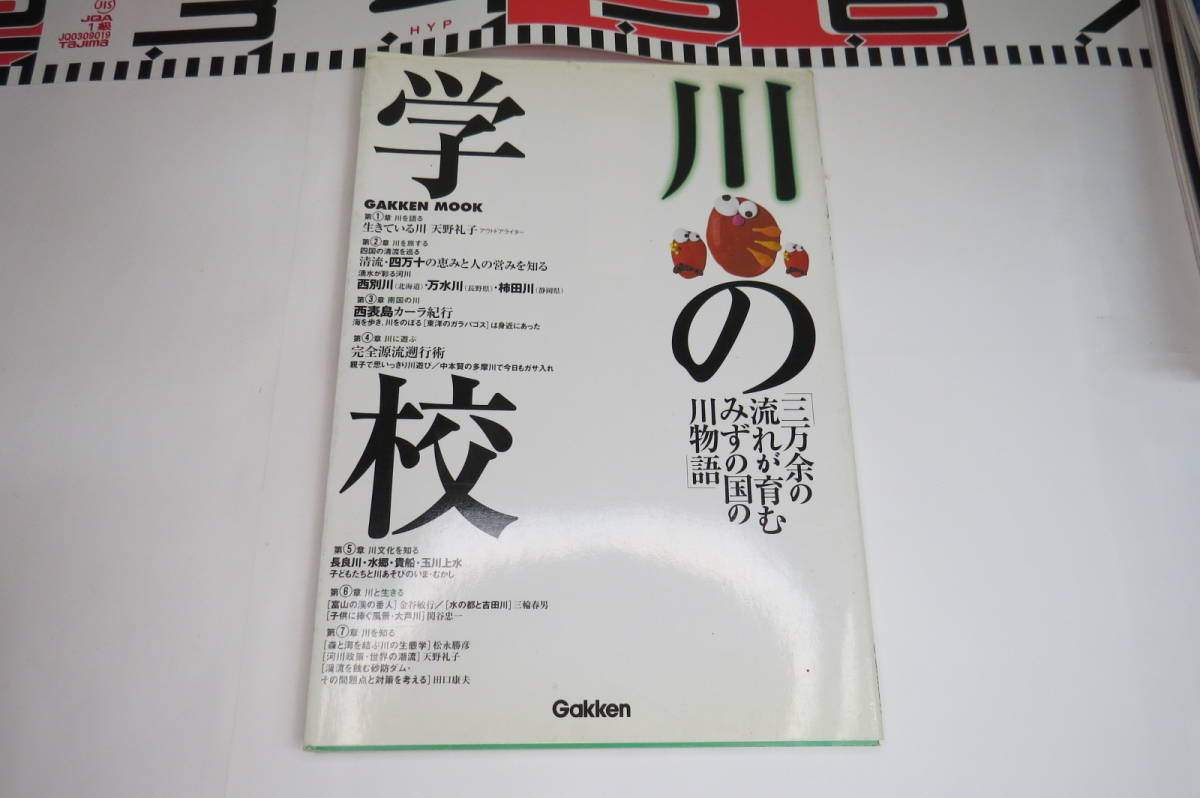 JIS
JQA
1級
JQ0309019
Tajima
HYP
川の
学校
「三万余の
流れが育む
みずの国の
川物語」
GAKKEN MOOK
第①章 川を語る
生きている川 天野礼子 アウトドアライター
第②章 川を旅する
四国の清流を巡る
清流・四万十の恵みと人の営みを知る
湧水が彩る河川
西別川(北海道)・万水川(長野県)・柿田川(静岡県)
第③章 南国の川
西表島カーラ紀行
海を歩き、川をのぼる[東洋のガラパゴス]は身近にあった
第④章 川に遊ぶ
完全源流遡行術
親子で思いっきり川遊び/中本賢の多摩川で今日もガサ入れ
第⑤章 川文化を知る
長良川・水郷・貴船・玉川上水
子どもたちと川あそびのいま・むかし
第⑥章 川と生きる
[富山の渓の番人]金谷敏行/[水の都と吉田川]三輪春男
[子供に捧ぐ風景・大芦川]関谷忠一
第⑦章 川を知る
[森と海を結ぶ川の生態学]松永勝彦
[河川政策・世界の潮流]天野礼子
[渓流を蝕む砂防ダム・
その問題点と対策を考える]田口康夫
Gakken